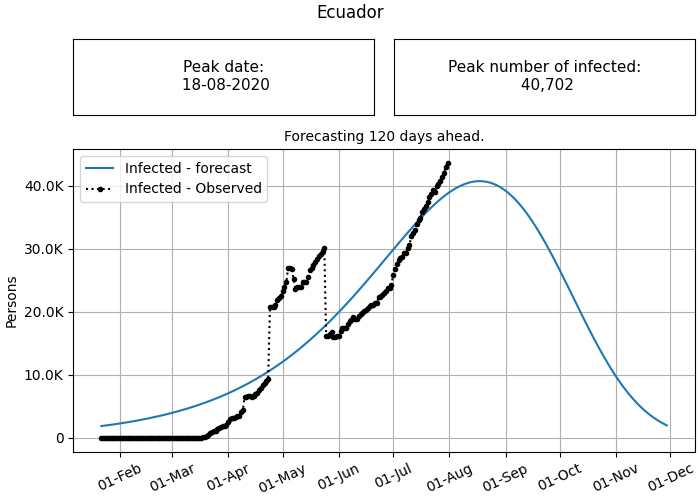 Ecuador
Peak date:
18-08-2020
Peak number of infected:
40,702
Forecasting 120 days ahead.
Infected - forecast
Infected - Observed
40.0K
30.0K
20.0K
10.0K
0
Persons
01-Feb
01-Mar
01-Apr
01-May
01-Jun
01-Jul
01-Aug
01-Sep
01-Oct
01-Nov
01-Dec